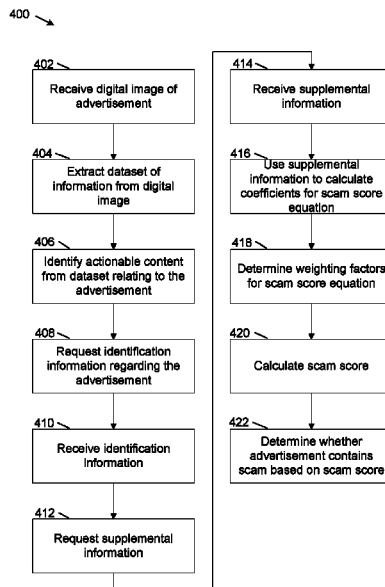 400
402
Receive digital image of
advertisement
404
Extract dataset of
information from digital
image
406
Identify actionable content
from dataset relating to the
advertisement
408
Request identification
information regarding the
advertisement
410
Receive identification
Information
412
Request supplemental
information
414
Receive supplemental
information
416
Use supplemental
information to calculate
coefficients for scam score
equation
418
Determine weighting factors
for scam score equation
420
Calculate scam score
422
Determine whether
advertisement contains
scam based on scam score